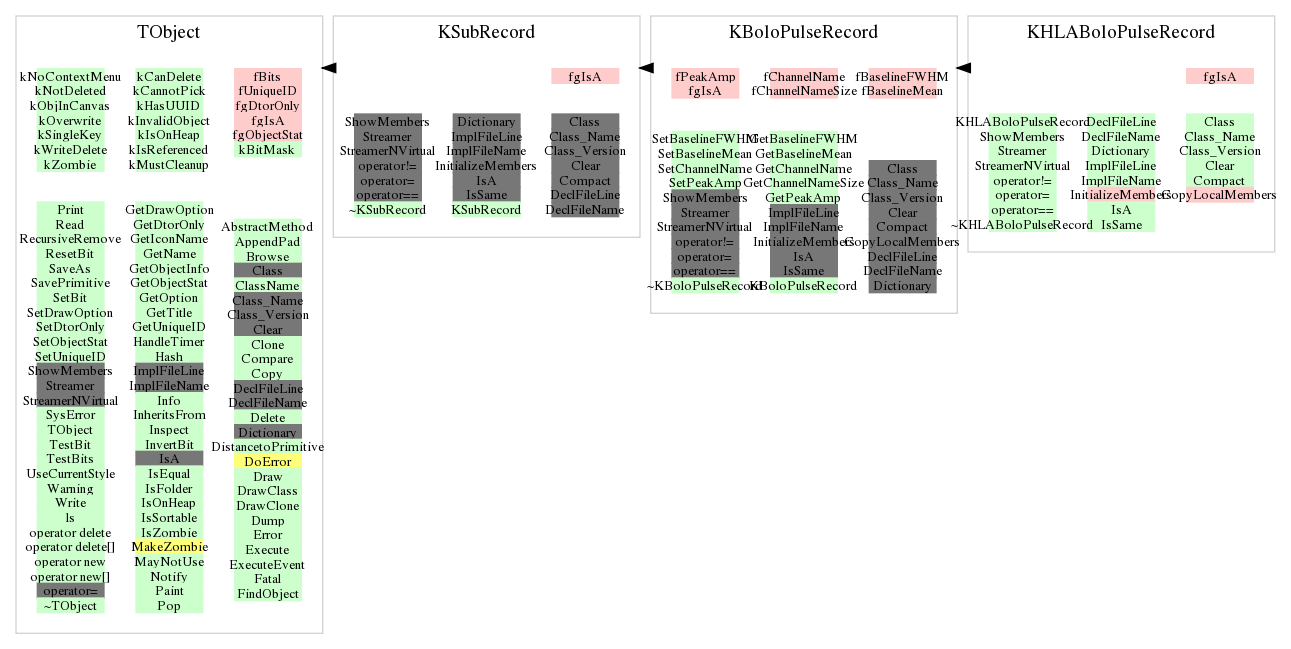 TObject
kNoContextMenu kCanDelete fBits
kNotDeleted kCannotPick fUniqueID
kObjInCanvas kHasUUID fgDtorOnly
kOverwrite kInvalidObject fgIsA
kSingleKey kIsOnHeap fgObjectStat
kWriteDelete kIsReferenced kBitMask
kZombie kMustCleanup
Print GetDrawOption
Read GetDtorOnly AbstractMethod
RecursiveRemove GetIconName AppendPad
ResetBit GetName Browse
SaveAs GetObjectInfo Class
SavePrimitive GetObjectStat ClassName
SetBit GetOption Class_Name
SetDrawOption GetTitle Class_Version
SetDtorOnly GetUniqueID Clear
SetObjectStat HandleTimer Clone
SetUniqueID Hash Compare
ShowMembers ImplFileLine Copy
Streamer ImplFileName DeclFileLine
StreamerNVirtual Info DeclFileName
SysError InheritsFrom Delete
TObject Inspect Dictionary
TestBit InvertBit DistancetoPrimitive
TestBits IsA DoError
UseCurrentStyle IsEqual Draw
Warning IsFolder DrawClass
Write IsOnHeap DrawClone
ls IsSortable Dump
operator delete IsZombie Error
operator delete[] MakeZombie Execute
operator new MayNotUse ExecuteEvent
operator new[] Notify Fatal
operator= Paint FindObject
~TObject Pop
KSubRecord
fgIsA
ShowMembers Dictionary Class
Streamer ImplFileLine Class_Name
StreamerNVirtual ImplFileName Class_Version
operator!= InitializeMembers Clear
operator= IsA Compact
operator== IsSame DeclFileLine
~KSubRecord KSubRecord DeclFileName
KBoloPulseRecord
fPeakAmp fChannelName fBaselineFWHM
fgIsA fChannelNameSize fBaselineMean
SetBaselineFWHM GetBaselineFWHM
SetBaselineMean GetBaselineMean
SetChannelName GetChannelName Class
SetPeakAmp GetChannelNameSize Class_Name
ShowMembers GetPeakAmp Class_Version
Streamer ImplFileLine Clear
StreamerNVirtual ImplFileName Compact
operator!= InitializeMembers CopyLocalMembers
operator= IsA DeclFileLine
operator== IsSame DeclFileName
~KBoloPulseRecord KBoloPulseRecord Dictionary
KHLABoloPulseRecord
fgIsA
KHLABoloPulseRecord DeclFileLine Class
ShowMembers DeclFileName Class_Name
Streamer Dictionary Class_Version
StreamerNVirtual ImplFileLine Clear
operator!= ImplFileName Compact
operator= InitializeMembers CopyLocalMembers
operator== IsA
~KHLABoloPulseRecord IsSame